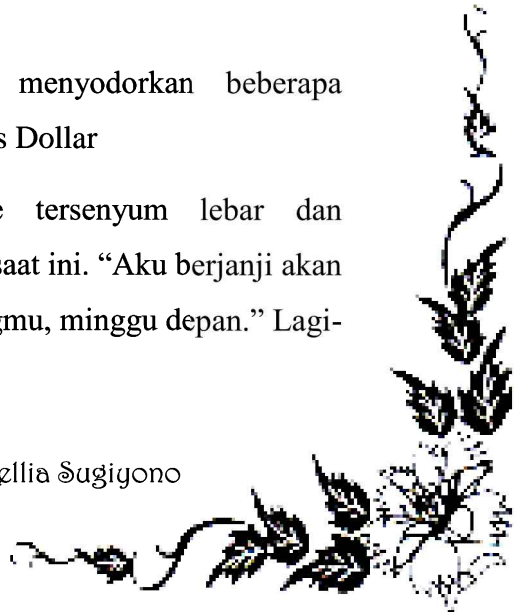 menyodorkan beberapa
s Dollar
e tersenyum lebar dan
saat ini. “Aku berjanji akan
gmu, minggu depan.” Lagi-
ellia Sugiyono